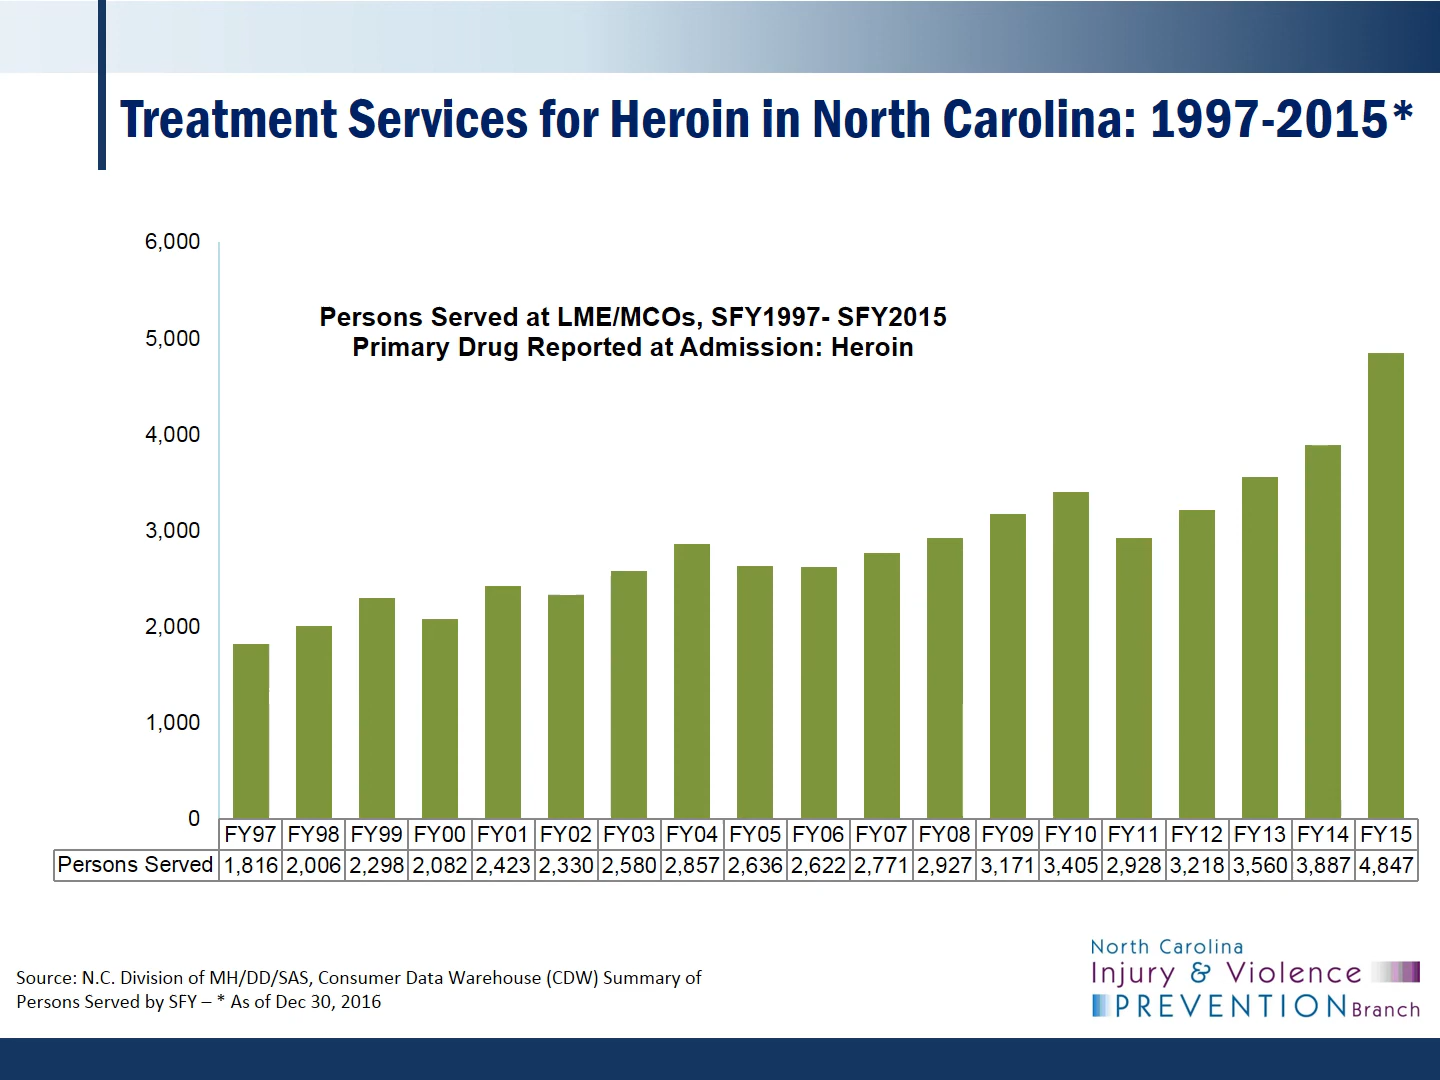 Treatment Services for Heroin in North Carolina: 1997-2015*
6,000
5,000
4,000
3,000
2,000
1,000
0
Persons Served at LME/MCOs, SFY1997- SFY2015
Primary Drug Reported at Admission: Heroin
FY97 FY98 FY99 FY00 FY01 FY02 FY03 FY04 FY05 FY06 FY07 FY08 FY09 FY10 FY11 FY12 FY13 FY14 FY15
Persons Served 1,816 2,006 2,298 2,082 2,423 2,330 2,580 2,857 2,636 2,622 2,771 2,927 3,171 3,405 2,928 3,218 3,560 3,887 4,847
Source: N.C. Division of MH/DD/SAS, Consumer Data Warehouse (CDW) Summary of
Persons Served by SFY – * As of Dec 30, 2016
North Carolina
Injury & Violence
PREVENTION Branch